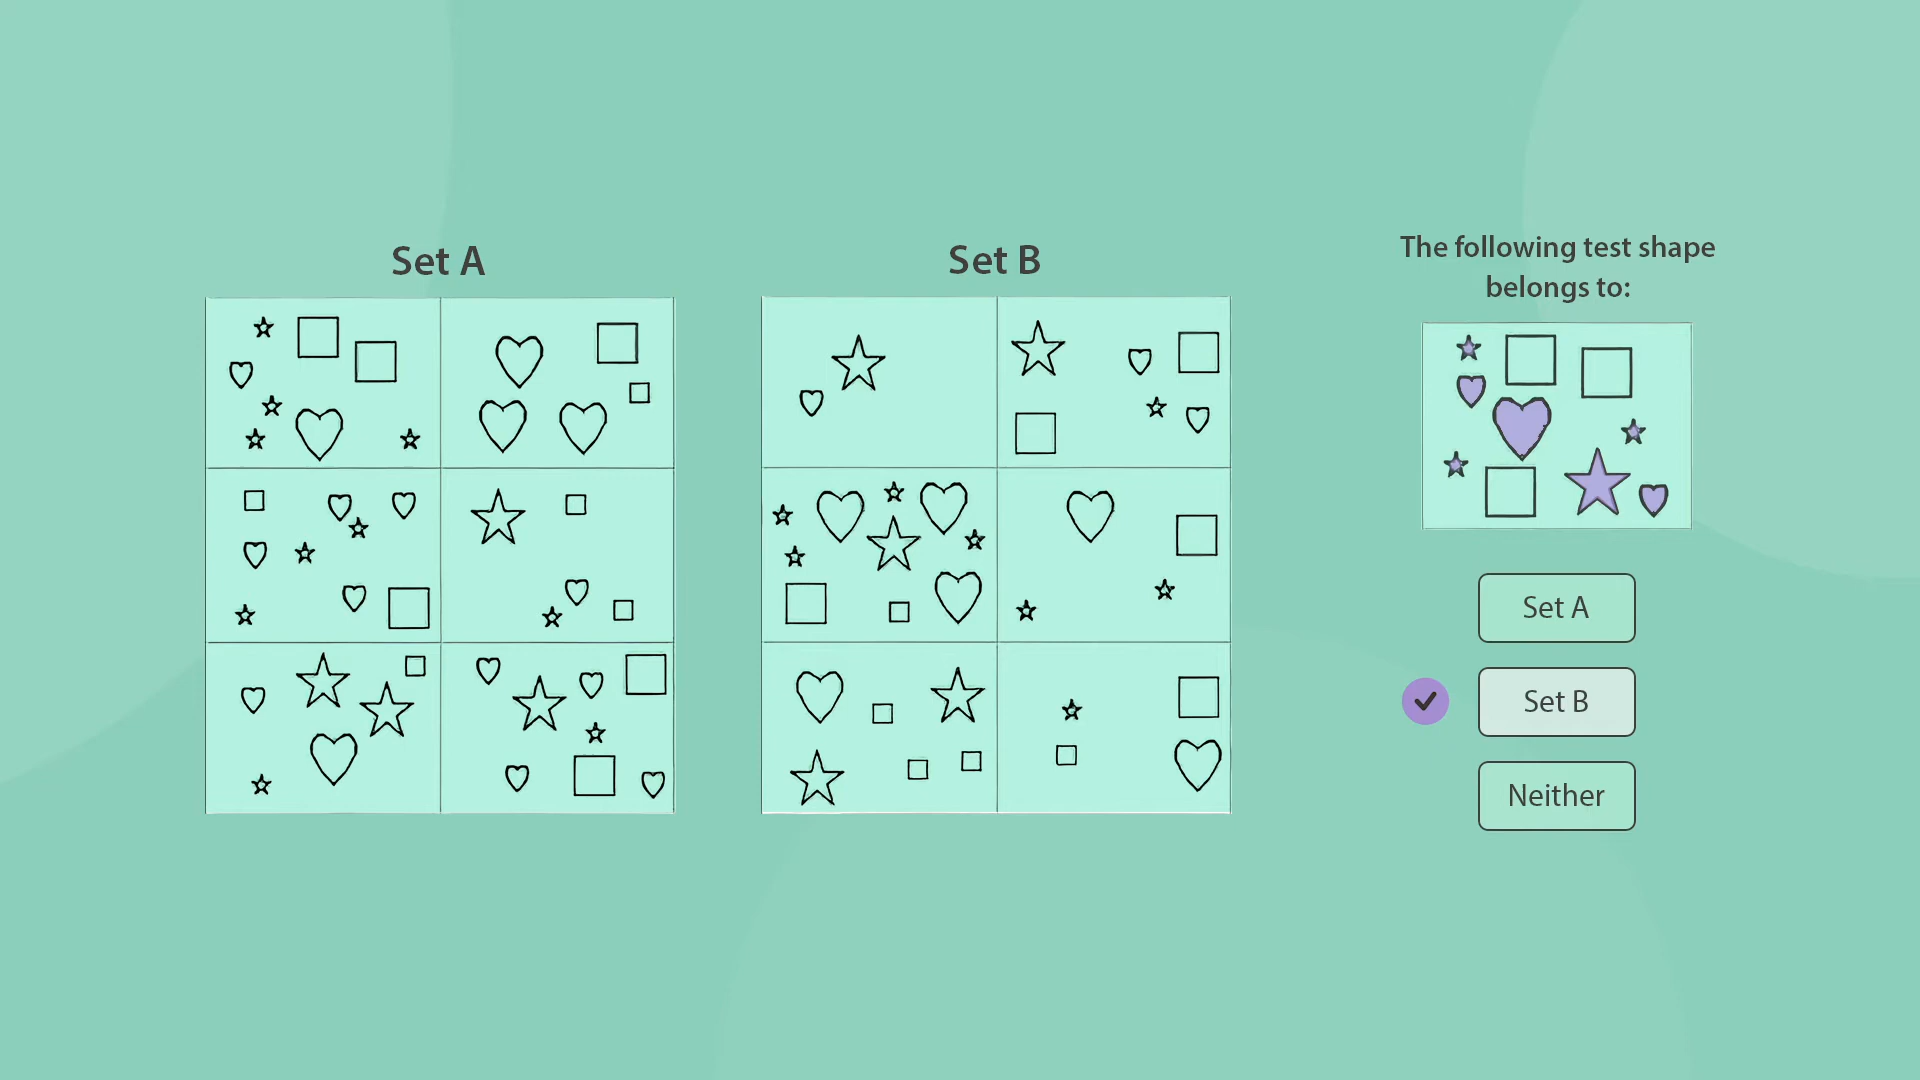 Set A
Set B
The following test shape
belongs to:
Set A
Set B
Neither